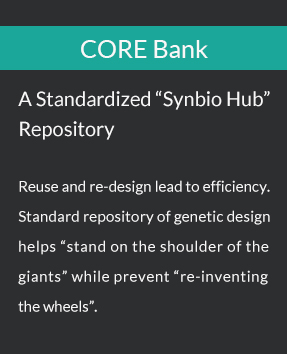 CORE Bank
A Standardized “Synbio Hub”
Repository
Reuse and re-design lead to efficiency.
Standard repository of genetic design
helps “stand on the shoulder of the
giants” while prevent “re-inventing
the wheels”.